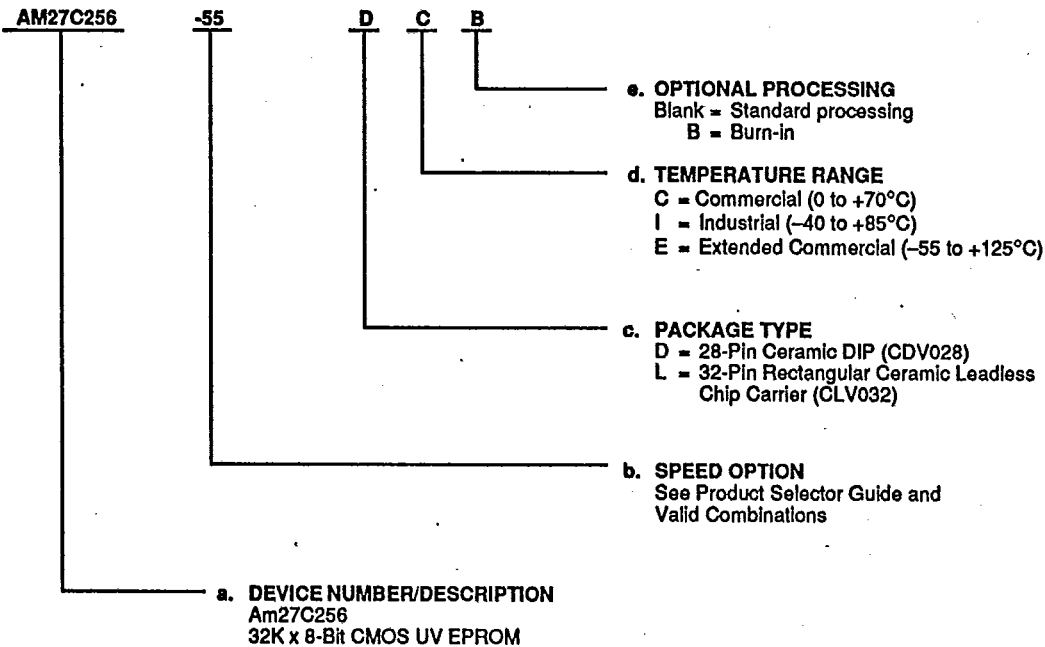 AM27C256 -55 D C B
e. OPTIONAL PROCESSING
Blank = Standard processing
B = Burn-in
d. TEMPERATURE RANGE
C = Commercial (0 to +70°C)
I = Industrial (–40 to +85°C)
E = Extended Commercial (–55 to +125°C)
c. PACKAGE TYPE
D = 28-Pin Ceramic DIP (CDV028)
L = 32-Pin Rectangular Ceramic Leadless
Chip Carrier (CLV032)
b. SPEED OPTION
See Product Selector Guide and
Valid Combinations
a. DEVICE NUMBER/DESCRIPTION
Am27C256
32K x 8-Bit CMOS UV EPROM